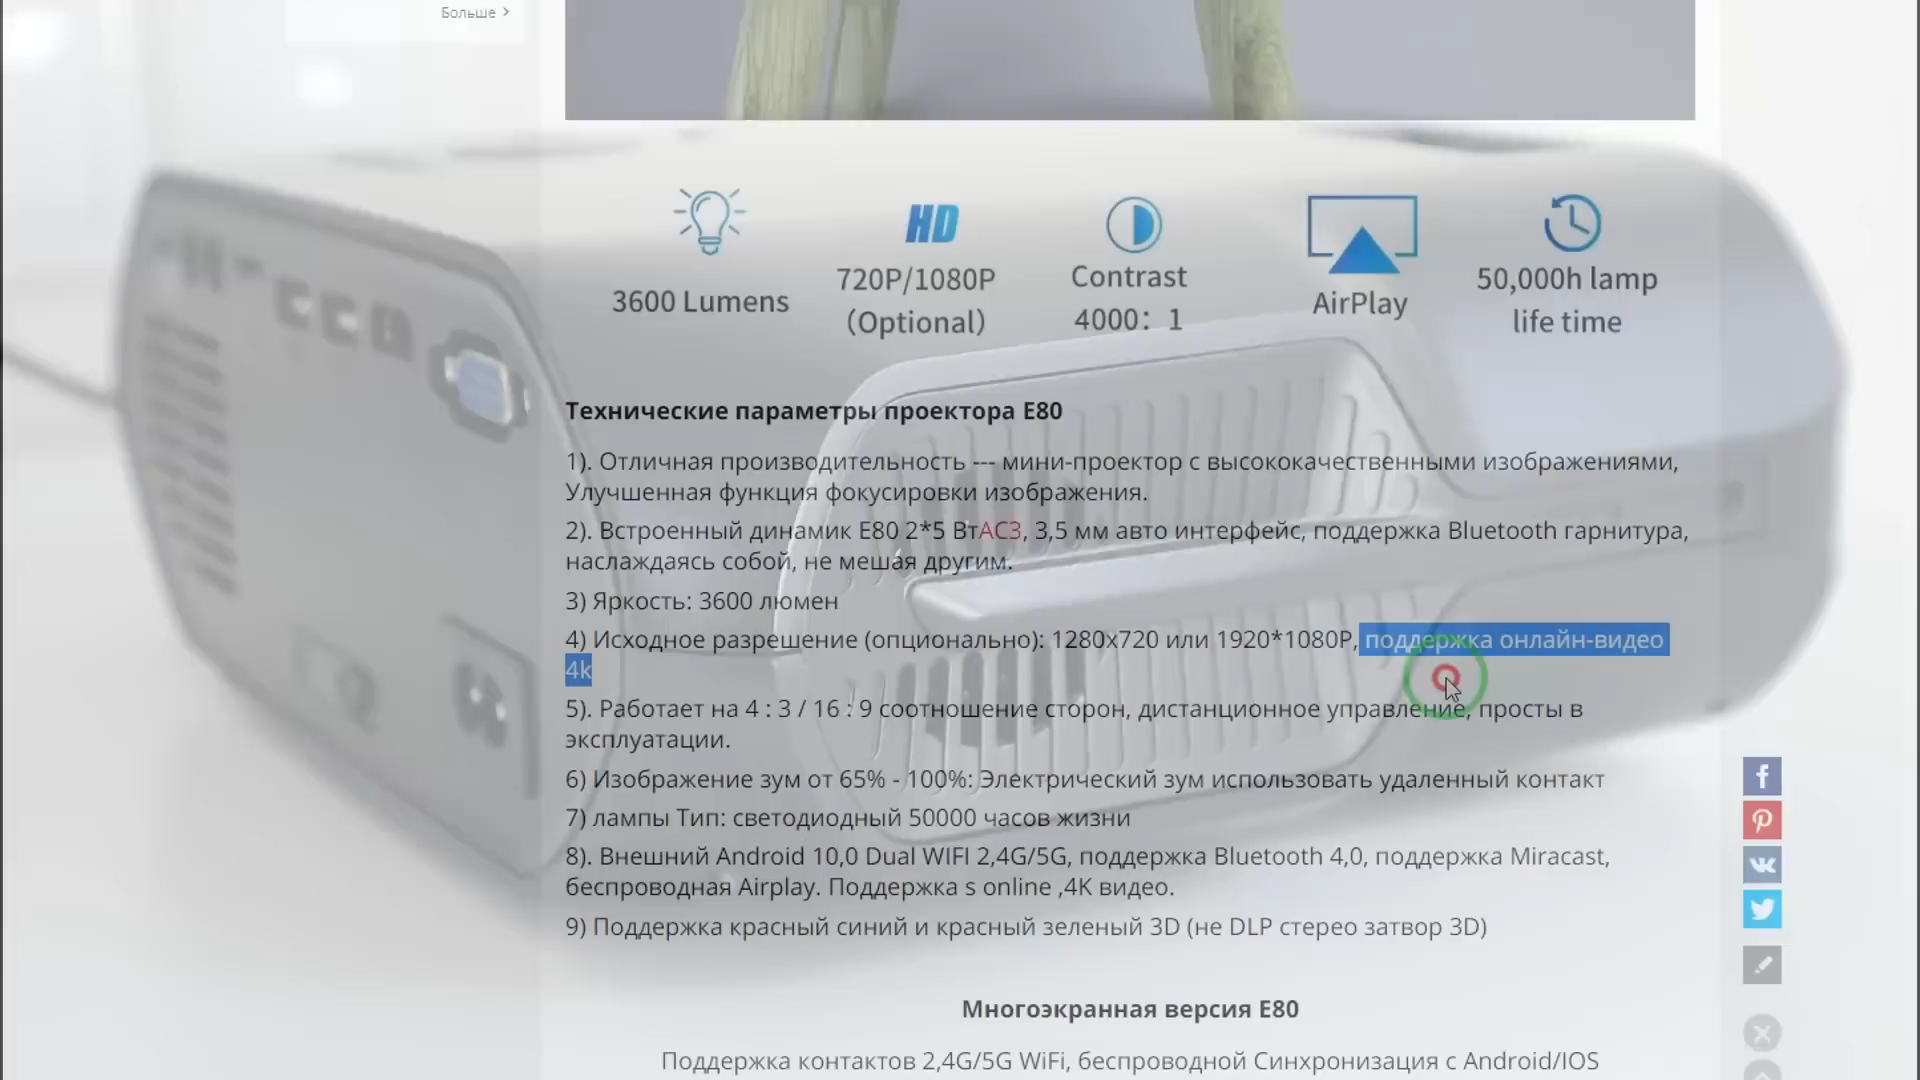 Больше >
HD
3600 Lumens
720P/1080P
(Optional)
Contrast
4000: 1
AirPlay
50,000h lamp
life time
Технические параметры проектора E80
1). Отличная производительность --- мини-проектор с высококачественными изображениями,
Улучшенная функция фокусировки изображения.
2). Встроенный динамик E80 2*5 ВтAC3, 3,5 мм авто интерфейс, поддержка Bluetooth гарнитура,
наслаждаясь собой, не мешая другим.
3) Яркость: 3600 люмен
4) Исходное разрешение (опционально): 1280x720 или 1920*1080P, поддержка онлайн-видео
4k
5). Работает на 4 : 3 / 16 : 9 соотношение сторон, дистанционное управление, просты в
эксплуатации.
6) Изображение зум от 65% - 100%: Электрический зум использовать удаленный контакт
7) лампы Тип: светодиодный 50000 часов жизни
8). Внешний Android 10,0 Dual WIFI 2,4G/5G, поддержка Bluetooth 4,0, поддержка Miracast,
беспроводная Airplay. Поддержка s online ,4K видео.
9) Поддержка красный синий и красный зеленый 3D (не DLP стерео затвор 3D)
Многоэкранная версия E80
Поддержка контактов 2,4G/5G WiFi, беспроводной Синхронизация с Android/IOS